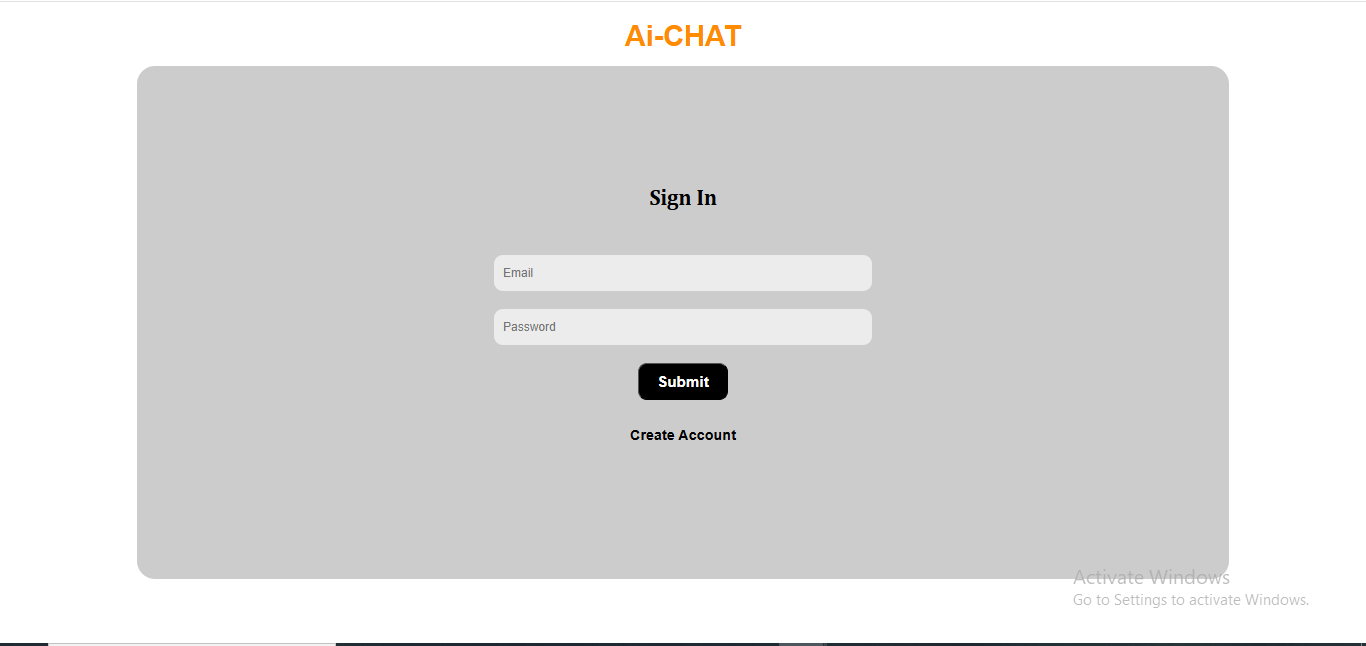 Ai-CHAT
Sign In
Email
Password
Submit
Create Account
Activate Windows
Go to Settings to activate Windows.